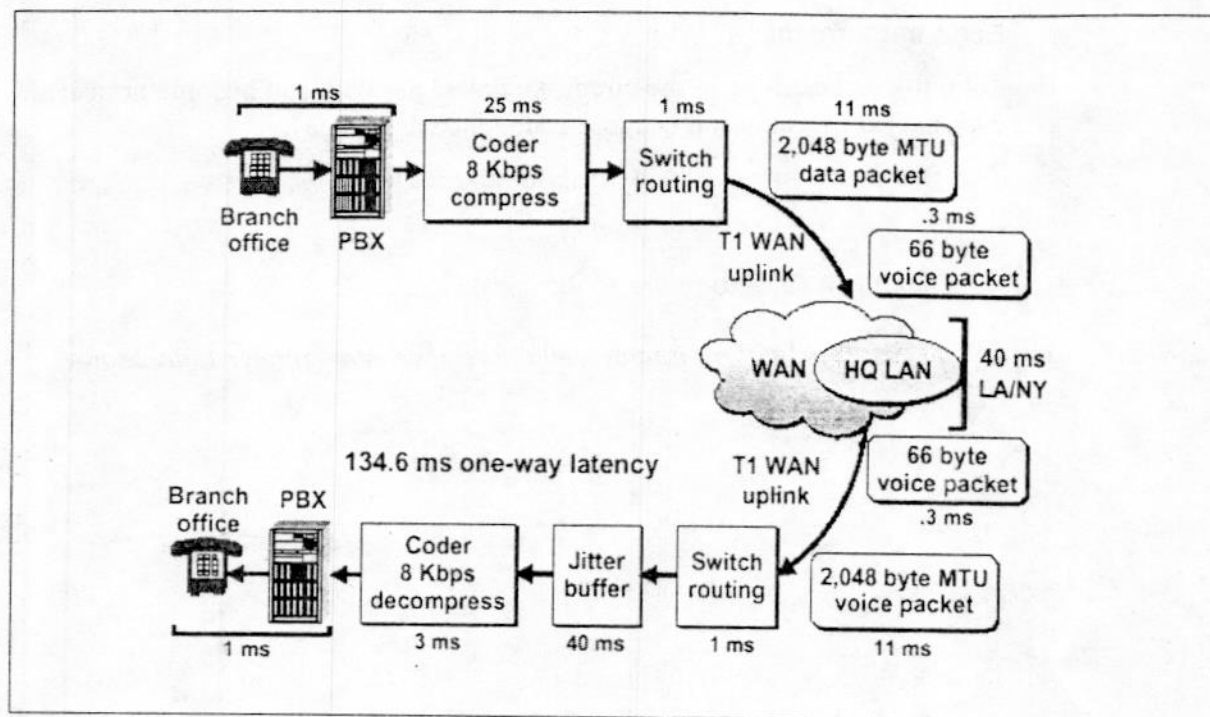 1 ms
Branch
office
PBX
25 ms
Coder
8 Kbps
compress
1 ms
Switch
routing
11 ms
2,048 byte MTU
data packet
T1 WAN
uplink
.3 ms
66 byte
voice packet
WAN
HQ LAN
40 ms
LA/NY
66 byte
voice packet
.3 ms
T1 WAN
uplink
134.6 ms one-way latency
2,048 byte MTU
voice packet
11 ms
Switch
routing
1 ms
Jitter
buffer
40 ms
Coder
8 Kbps
decompress
3 ms
PBX
Branch
office
1 ms